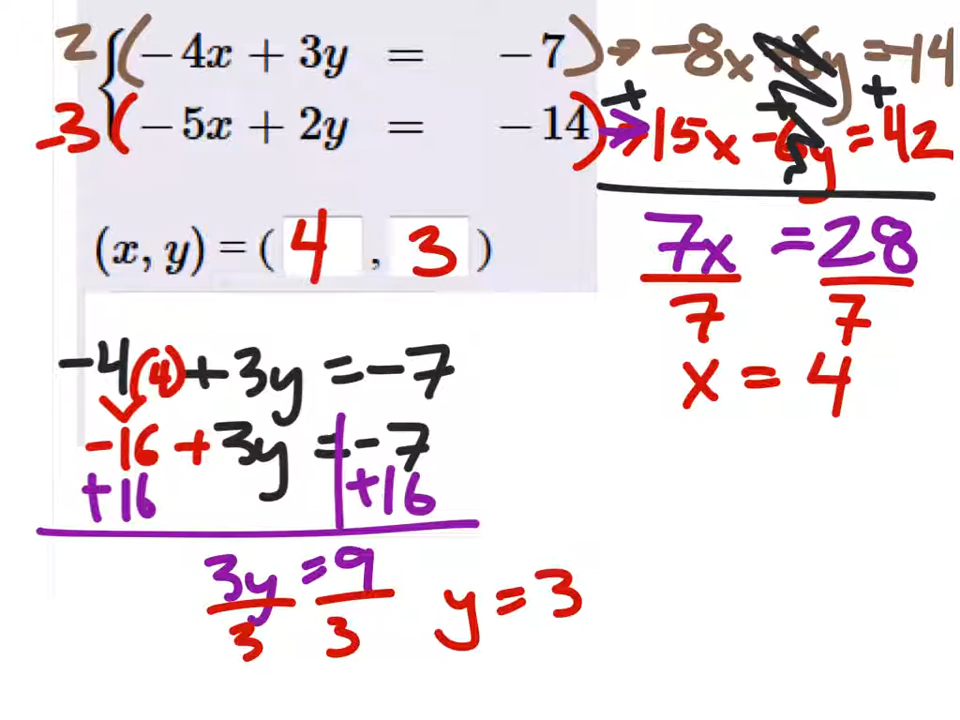 2(-4x + 3y = -7) → -8x +6y = -14
-3(-5x + 2y = -14) → 15x -6y = 42
+ + +
(x, y) = ( 4 , 3 )
7x = 28
7 7
x = 4
-4(4) + 3y = -7
-16 + 3y = -7
+16 +16
3y = 9
3 3
y = 3